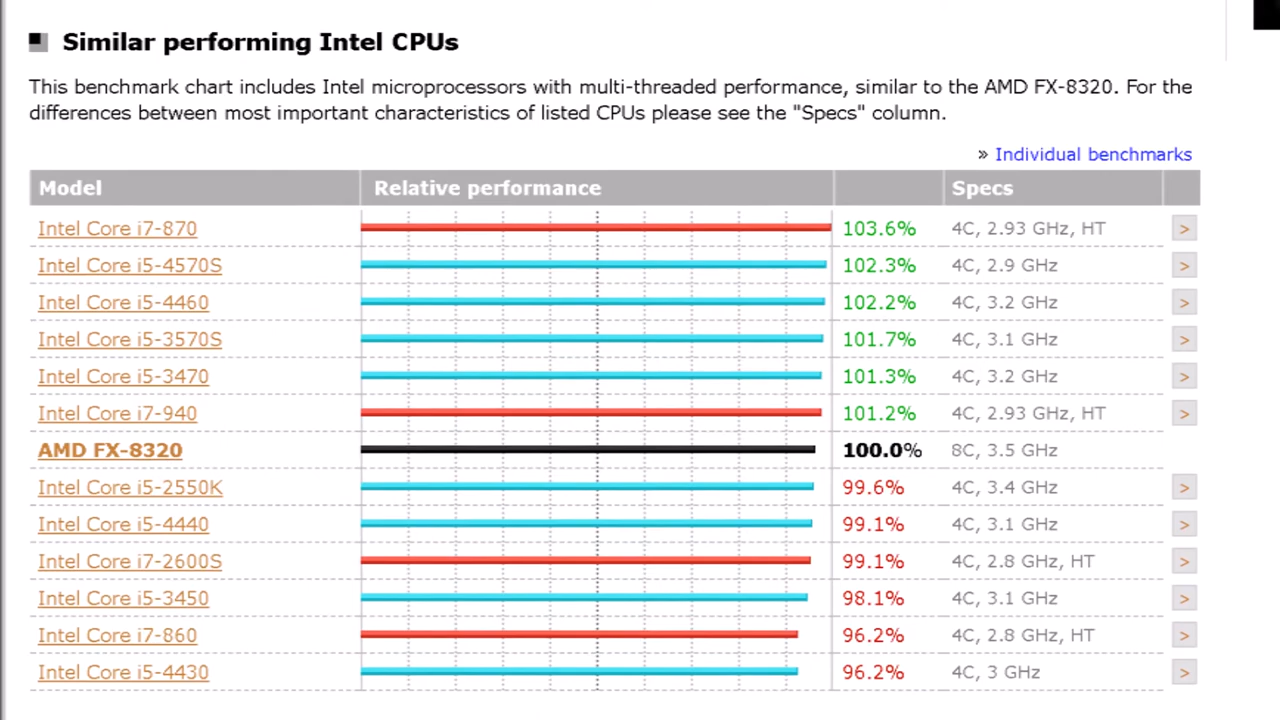 Similar performing Intel CPUs
This benchmark chart includes Intel microprocessors with multi-threaded performance, similar to the AMD FX-8320. For the
differences between most important characteristics of listed CPUs please see the "Specs" column.
» Individual benchmarks
Model Relative performance Specs
Intel Core i7-870 103.6% 4C, 2.93 GHz, HT >
Intel Core i5-4570S 102.3% 4C, 2.9 GHz >
Intel Core i5-4460 102.2% 4C, 3.2 GHz >
Intel Core i5-3570S 101.7% 4C, 3.1 GHz >
Intel Core i5-3470 101.3% 4C, 3.2 GHz >
Intel Core i7-940 101.2% 4C, 2.93 GHz, HT >
AMD FX-8320 100.0% 8C, 3.5 GHz
Intel Core i5-2550K 99.6% 4C, 3.4 GHz >
Intel Core i5-4440 99.1% 4C, 3.1 GHz >
Intel Core i7-2600S 99.1% 4C, 2.8 GHz, HT >
Intel Core i5-3450 98.1% 4C, 3.1 GHz >
Intel Core i7-860 96.2% 4C, 2.8 GHz, HT >
Intel Core i5-4430 96.2% 4C, 3 GHz >